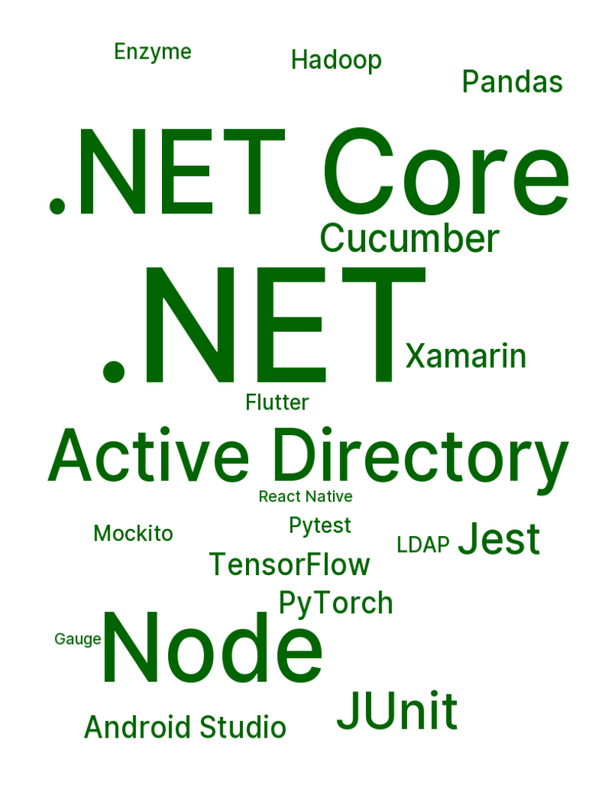 Enzyme
Hadoop
Pandas
.NET Core
Cucumber
.NET
Xamarin
Flutter
Active Directory
React Native
Mockito
Pytest
LDAP
Jest
TensorFlow
PyTorch
Gauge
Node
JUnit
Android Studio